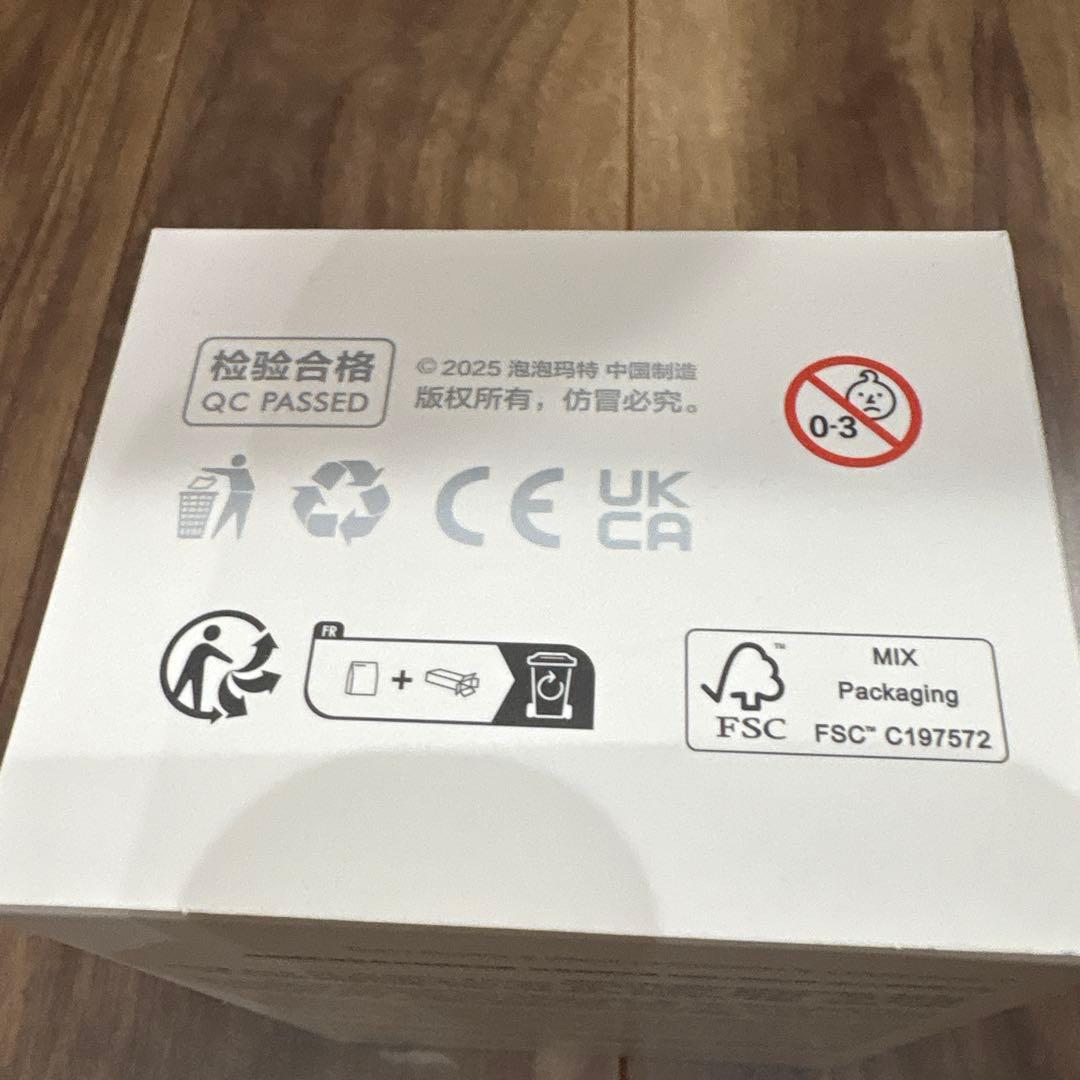 检验合格
QC PASSED
© 2025 泡泡玛特 中国制造
版权所有，仿冒必究。
0-3
CE
UK
CA
FR
+
FSC
MIX
Packaging
FSC™ C197572